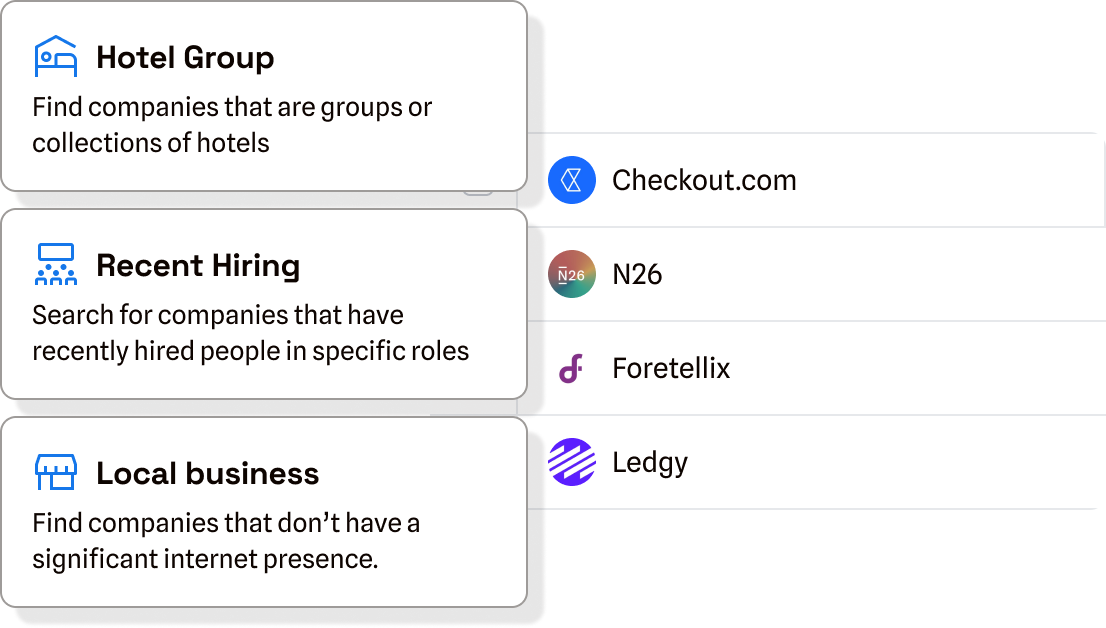 Hotel Group
Find companies that are groups or
collections of hotels
Recent Hiring
Search for companies that have
recently hired people in specific roles
Local business
Find companies that don’t have a
significant internet presence.
Checkout.com
N26
N26
Foretellix
Ledgy